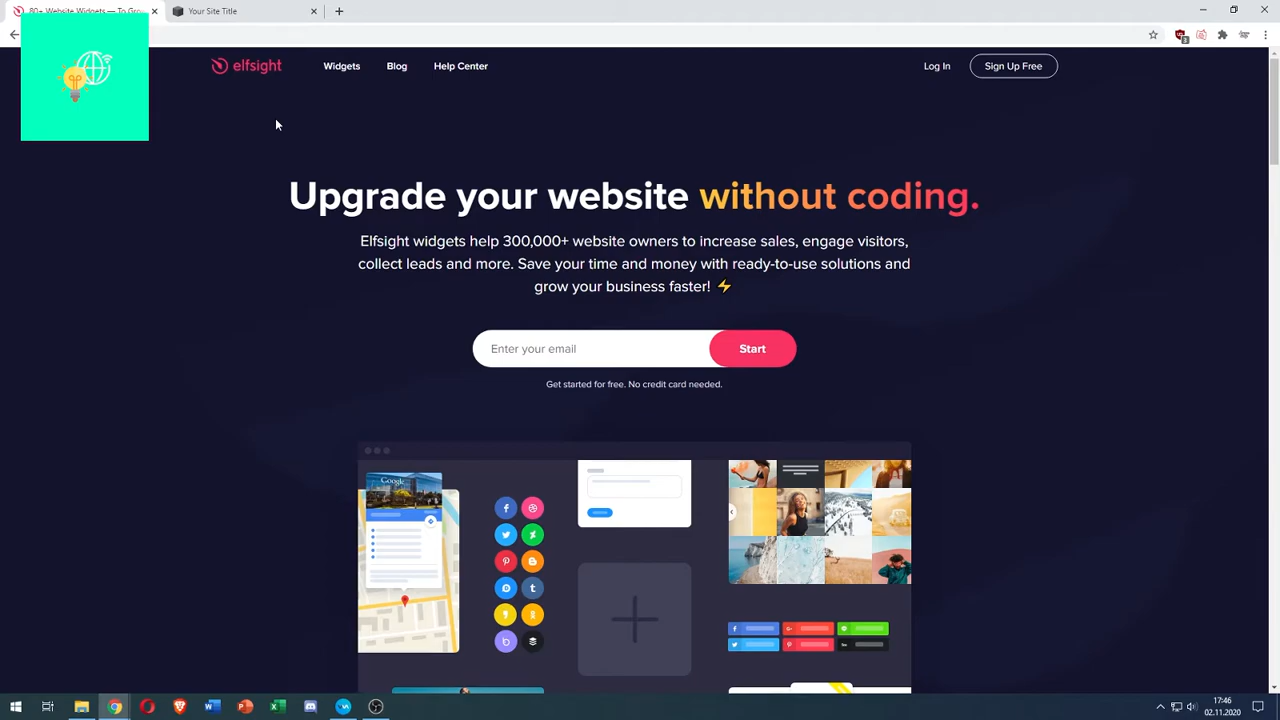 80+ Website Widgets — To Gro
Your Site Title
elfsight
Widgets
Blog
Help Center
Log In
Sign Up Free
Upgrade your website without coding.
Elfsight widgets help 300,000+ website owners to increase sales, engage visitors,
collect leads and more. Save your time and money with ready-to-use solutions and
grow your business faster! ⚡
Enter your email
Start
Get started for free. No credit card needed.
Google
17:46
02.11.2020